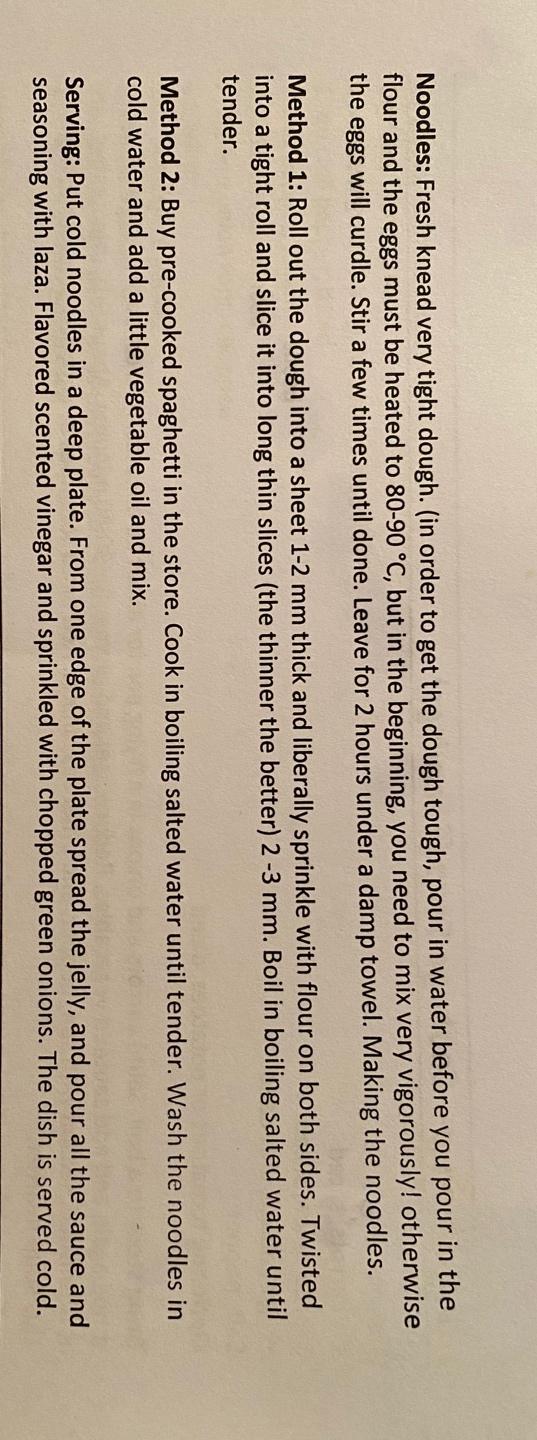 Noodles: Fresh knead very tight dough. (in order to get the dough tough, pour in water before you pour in the
flour and the eggs must be heated to 80-90 °C, but in the beginning, you need to mix very vigorously! otherwise
the eggs will curdle. Stir a few times until done. Leave for 2 hours under a damp towel. Making the noodles.
Method 1: Roll out the dough into a sheet 1-2 mm thick and liberally sprinkle with flour on both sides. Twisted
into a tight roll and slice it into long thin slices (the thinner the better) 2 -3 mm. Boil in boiling salted water until
tender.
Method 2: Buy pre-cooked spaghetti in the store. Cook in boiling salted water until tender. Wash the noodles in
cold water and add a little vegetable oil and mix.
Serving: Put cold noodles in a deep plate. From one edge of the plate spread the jelly, and pour all the sauce and
seasoning with laza. Flavored scented vinegar and sprinkled with chopped green onions. The dish is served cold.